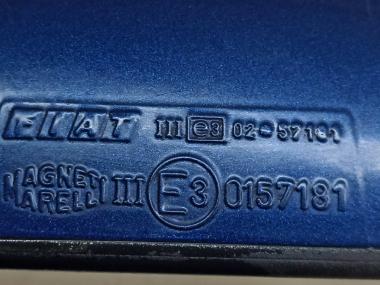 FIAT III e3 02•57181
MAGNETI MARELLI III E3 0157181